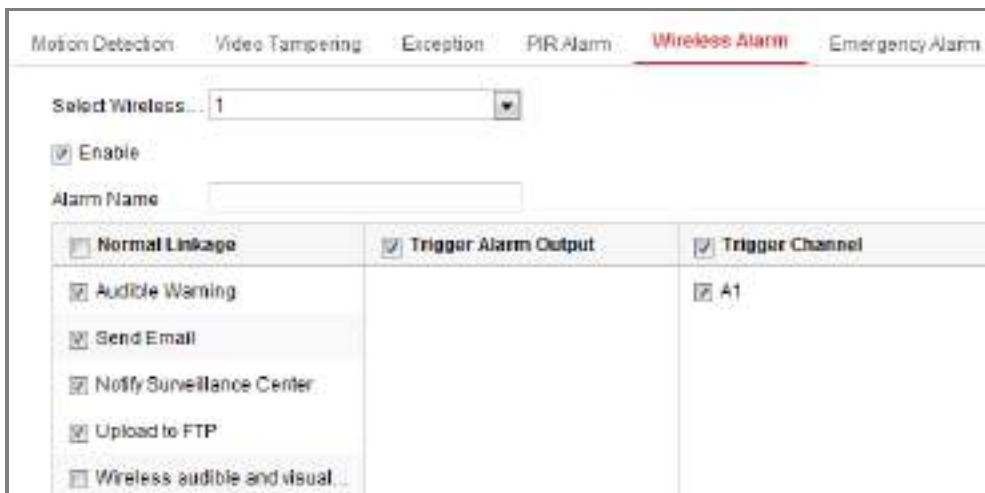 Motion Detection Video Tampering Exception PIR Alarm Wireless Alarm Emergency Alarm
Select Wireless... 1
Enable
Alarm Name
Normal Linkage Trigger Alarm Output Trigger Channel
Audible Warning A1
Send Email
Notify Surveillance Center
Upload to FTP
Wireless audible and visual...